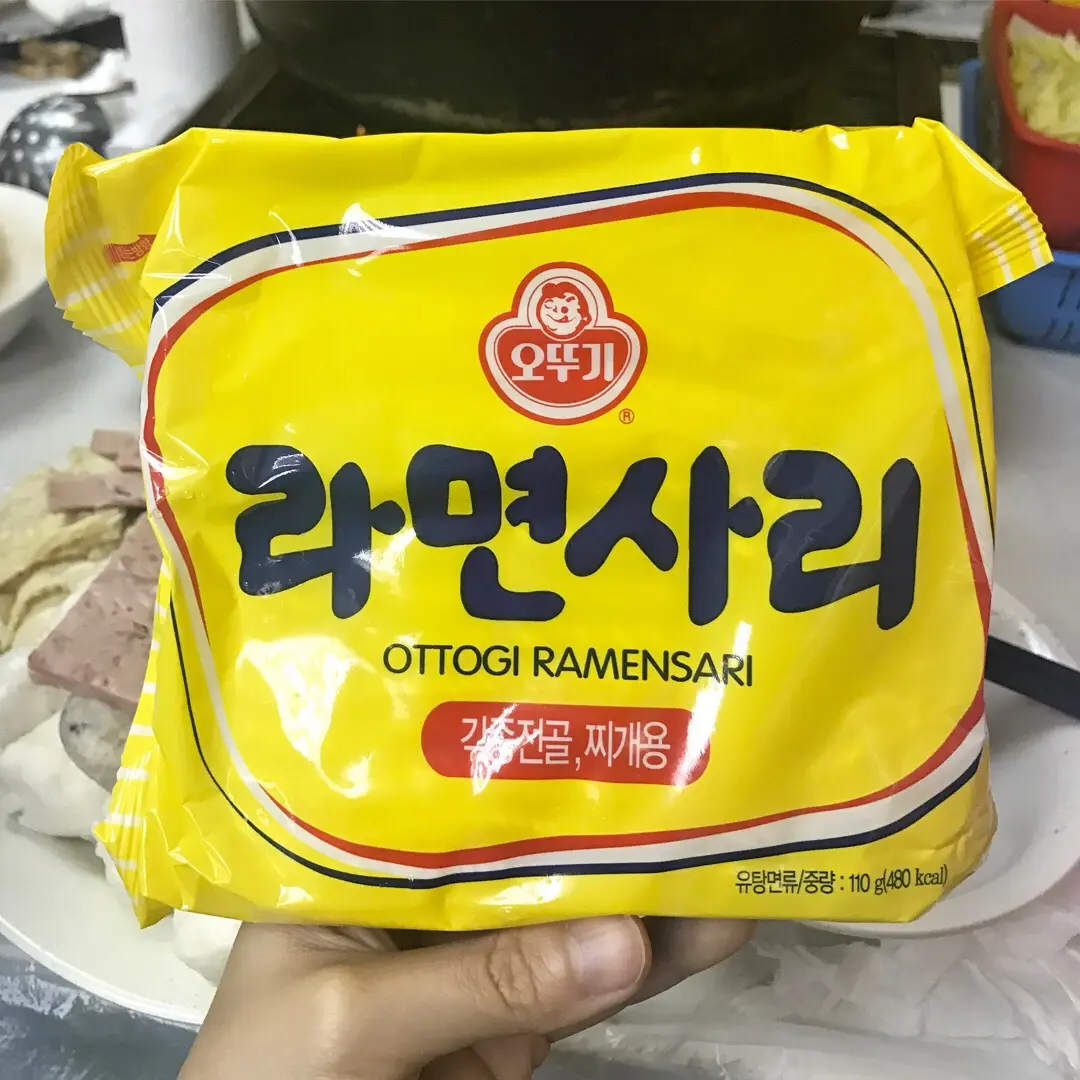 오뚜기
®
라면사리
OTTOGI RAMENSARI
각종전골, 찌개용
유탕면류/중량 : 110 g(480 kcal)